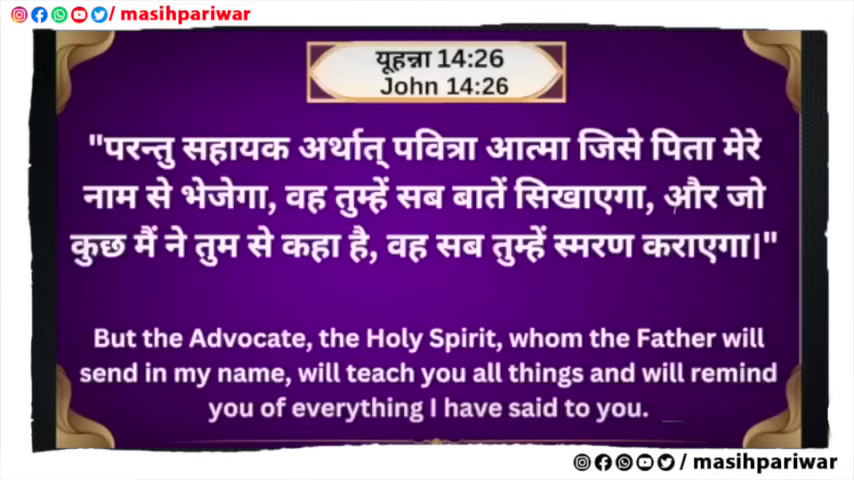 / masihpariwar
यूहन्ना 14:26
John 14:26
"परन्तु सहायक अर्थात् पवित्रा आत्मा जिसे पिता मेरे
नाम से भेजेगा, वह तुम्हें सब बातें सिखाएगा, और जो
कुछ मैं ने तुम से कहा है, वह सब तुम्हें स्मरण कराएगा।"
But the Advocate, the Holy Spirit, whom the Father will
send in my name, will teach you all things and will remind
you of everything I have said to you.
/ masihpariwar